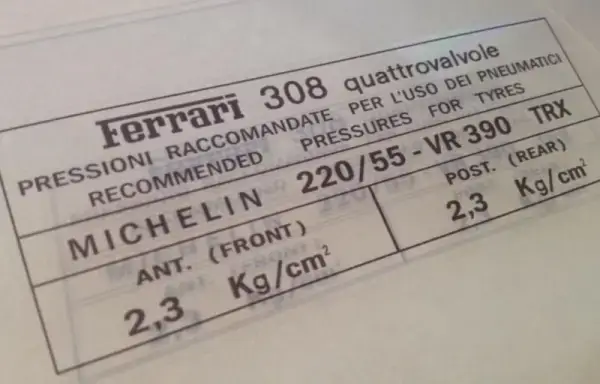 Ferrari 308 quattrovalvole
PRESSIONI RACCOMANDATE PER L'USO DEI PNEUMATICI
RECOMMENDED PRESSURES FOR TYRES
MICHELIN 220/55 - VR 390 TRX
ANT. (FRONT) POST. (REAR)
2,3 Kg/cm² 2,3 Kg/cm²